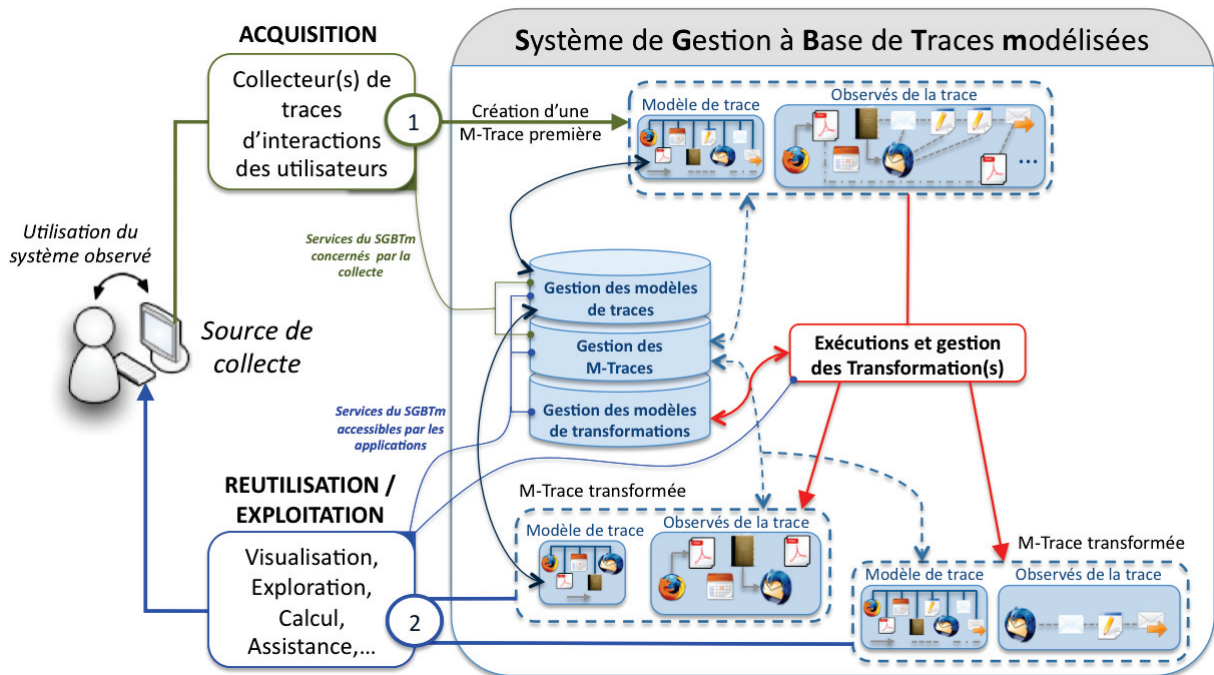 ACQUISITION
Système de Gestion à Base de Traces modélisées
Collecteur(s) de
traces
d'interactions
des utilisateurs
1
Création d'une
M-Trace première
Modèle de trace
Observés de la trace
...
Utilisation du
système observé
Services du SGBTm
concernés par la
collecte
Source de
collecte
Gestion des modèles
de traces
Gestion des
M-Traces
Gestion des modèles
de transformations
Exécutions et gestion
des Transformation(s)
Services du SGBTm
accessibles par les
applications
REUTILISATION /
EXPLOITATION
Visualisation,
Exploration,
Calcul,
Assistance,...
2
M-Trace transformée
Modèle de trace
Observés de la trace
M-Trace transformée
Modèle de trace
Observés de la trace